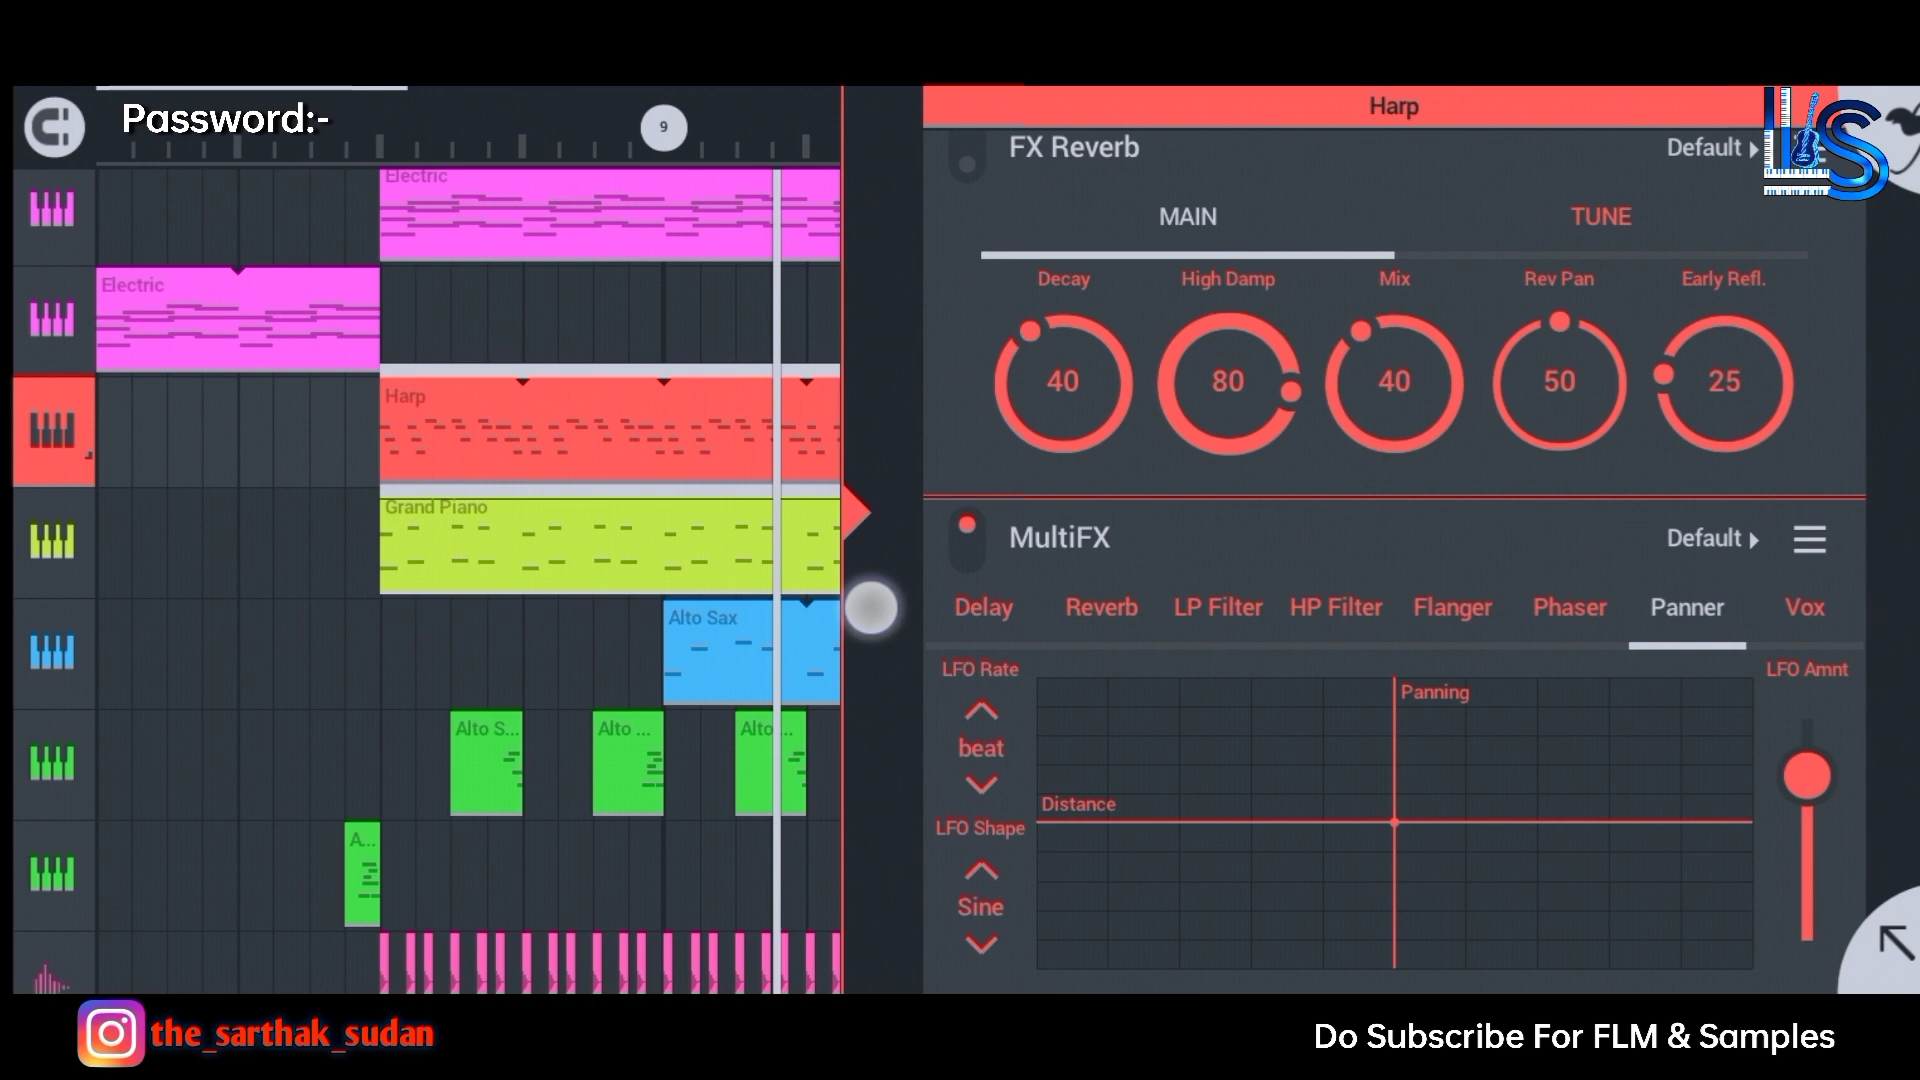 Password:-
9
Harp
FX Reverb
Default
LS
MAIN
TUNE
Decay
High Damp
Mix
Rev Pan
Early Refl.
40
80
40
50
25
Electric
Electric
Harp
Grand Piano
Alto Sax
Alto S...
Alto ...
Alto ...
A...
MultiFX
Default
Delay
Reverb
LP Filter
HP Filter
Flanger
Phaser
Panner
Vox
LFO Rate
beat
LFO Shape
Sine
Panning
Distance
LFO Amnt
the_sarthak_sudan
Do Subscribe For FLM & Samples